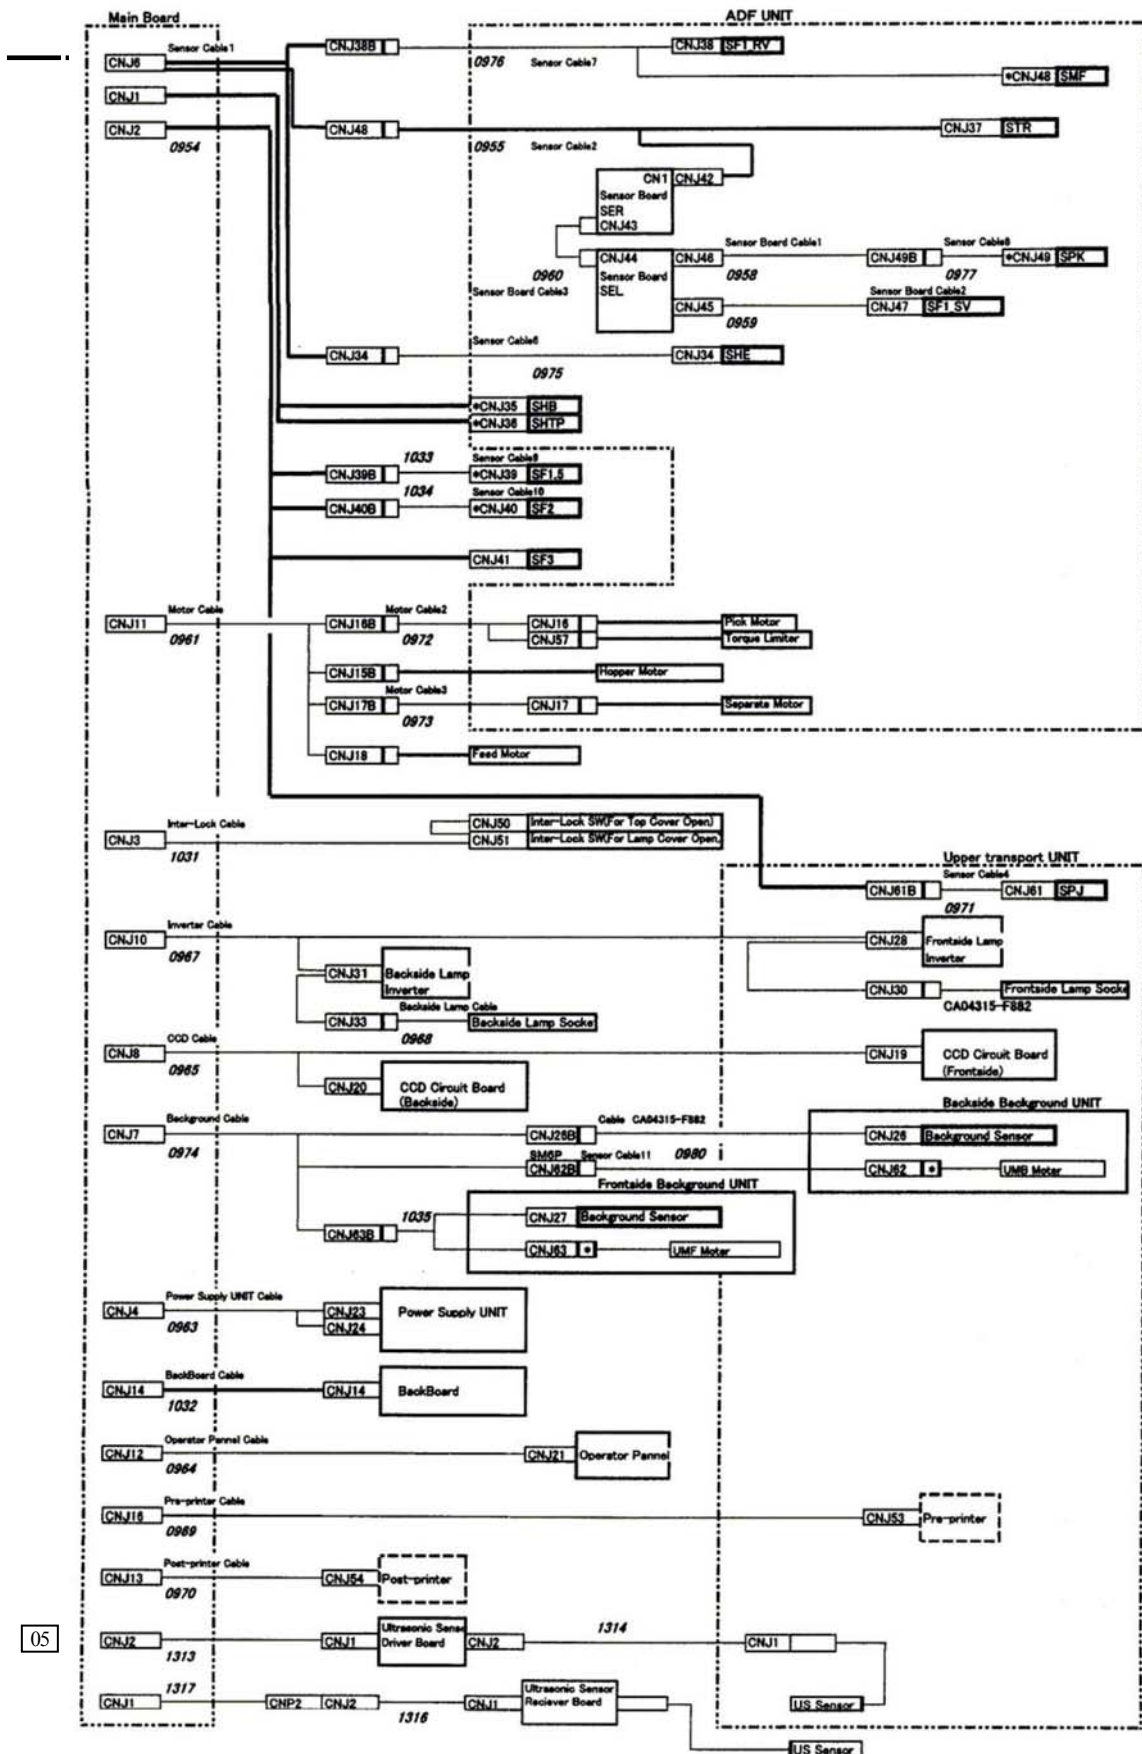 Main Board
ADF UNIT
Sensor Cable1
CNJ6
CNJ38B
0976
Sensor Cable7
CNJ38 SF1_RV
*CNJ48 SMF
CNJ1
CNJ2
0954
CNJ48
0955
Sensor Cable2
CNJ37 STR
CN1 CNJ42
Sensor Board
SER
CNJ43
0960
CNJ44
Sensor Board
SEL
CNJ46
Sensor Board Cable1
0958
CNJ49B
Sensor Cable8
0977
*CNJ49 SPK
Sensor Board Cable3
CNJ45
0959
Sensor Board Cable2
CNJ47 SF1_SV
CNJ34
Sensor Cable6
0975
CNJ34 SHE
*CNJ35 SHB
*CNJ36 SHTP
CNJ39B
1033
Sensor Cable9
*CNJ39 SF1.5
CNJ40B
1034
Sensor Cable10
*CNJ40 SF2
CNJ41 SF3
CNJ11
Motor Cable
0961
CNJ16B
Motor Cable2
0972
CNJ16
Pick Motor
CNJ57
Torque Limiter
CNJ15B
Hopper Motor
CNJ17B
Motor Cable3
0973
CNJ17
Separate Motor
CNJ18
Feed Motor
CNJ3
Inter-Lock Cable
1031
CNJ50 Inter-Lock SW(For Top Cover Open)
CNJ51 Inter-Lock SW(For Lamp Cover Open,
Upper transport UNIT
CNJ61B
Sensor Cable4
0971
CNJ61 SPJ
CNJ10
Inverter Cable
0967
CNJ28
Frontside Lamp
Inverter
CNJ31
Backside Lamp
Inverter
CNJ30
Frontside Lamp Socke
CA04315-F882
CNJ33
Backside Lamp Cable
0968
Backside Lamp Socke
CNJ8
CCD Cable
0965
CNJ19
CCD Circuit Board
(Frontside)
CNJ20
CCD Circuit Board
(Backside)
Backside Background UNIT
CNJ7
Background Cable
0974
CNJ26B
Cable CA04315-F882
CNJ26 Background Sensor
SM6P
CNJ62B
Sensor Cable11
0980
CNJ62 *
UMB Moter
Frontside Background UNIT
CNJ63B
1035
CNJ27 Background Sensor
CNJ63 *
UMF Moter
CNJ4
Power Supply UNIT Cable
0963
CNJ23
CNJ24
Power Supply UNIT
CNJ14
BackBoard Cable
1032
CNJ14
BackBoard
CNJ12
Operator Pannel Cable
0964
CNJ21
Operator Pannel
CNJ16
Pre-printer Cable
0969
CNJ53
Pre-printer
CNJ13
Post-printer Cable
0970
CNJ54
Post-printer
05
CNJ2
1313
CNJ1
Ultrasonic Sense
Driver Board
CNJ2
1314
CNJ1
US Sensor
CNJ1
1317
CNP2 CNJ2
1316
CNJ1
Ultrasonic Sensor
Reciever Board
US Sensor